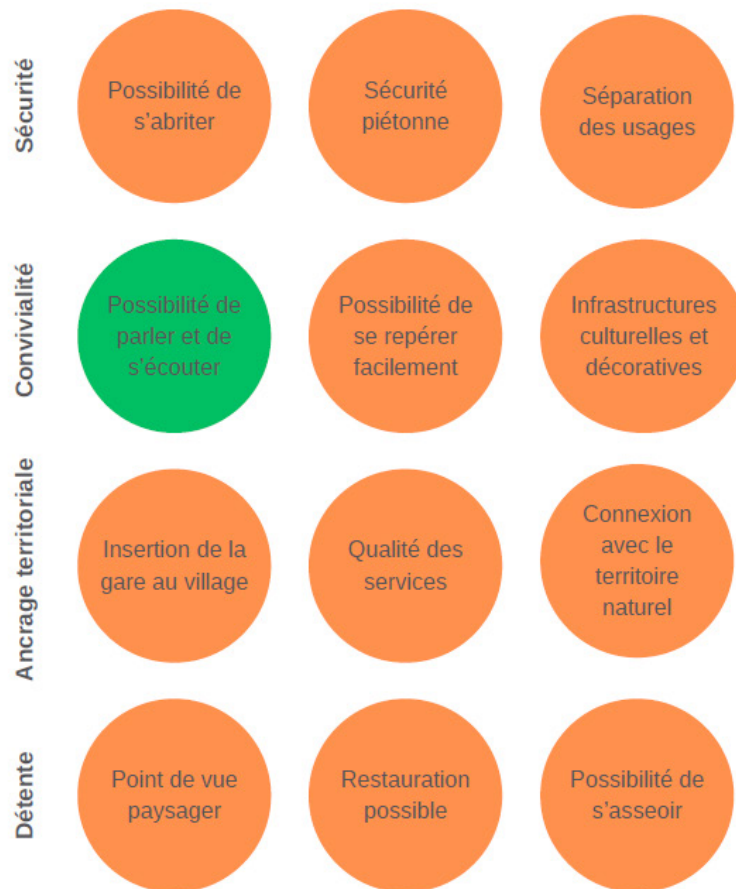 Sécurité
Possibilité de
s'abriter
Sécurité
piétonne
Séparation
des usages
Convivialité
Possibilité de
parler et de
s'écouter
Possibilité de
se repérer
facilement
Infrastructures
culturelles et
décoratives
Ancrage territoriale
Insertion de la
gare au village
Qualité des
services
Connexion
avec le
territoire
naturel
Détente
Point de vue
paysager
Restauration
possible
Possibilité de
s'asseoir